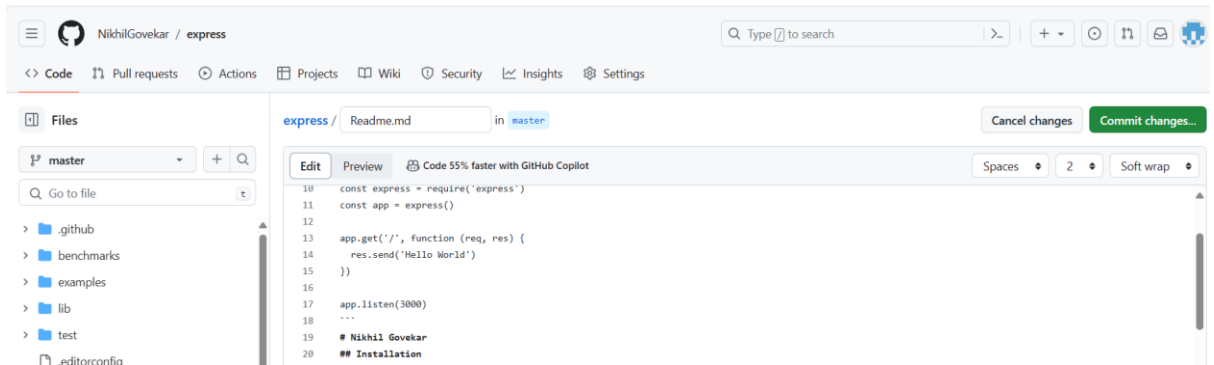 NikhilGovekar / express
Type / to search
<> Code Pull requests Actions Projects Wiki Security Insights Settings
Files
express / Readme.md in master
Cancel changes Commit changes...
master
Edit Preview Code 55% faster with GitHub Copilot
Spaces 2 Soft wrap
Go to file t
10 const express = require('express')
11 const app = express()
12
13 app.get('/', function (req, res) {
14 res.send('Hello World')
15 })
16
17 app.listen(3000)
18 ```
19 # Nikhil Govekar
20 ## Installation
.github
benchmarks
examples
lib
test
.editorconfig